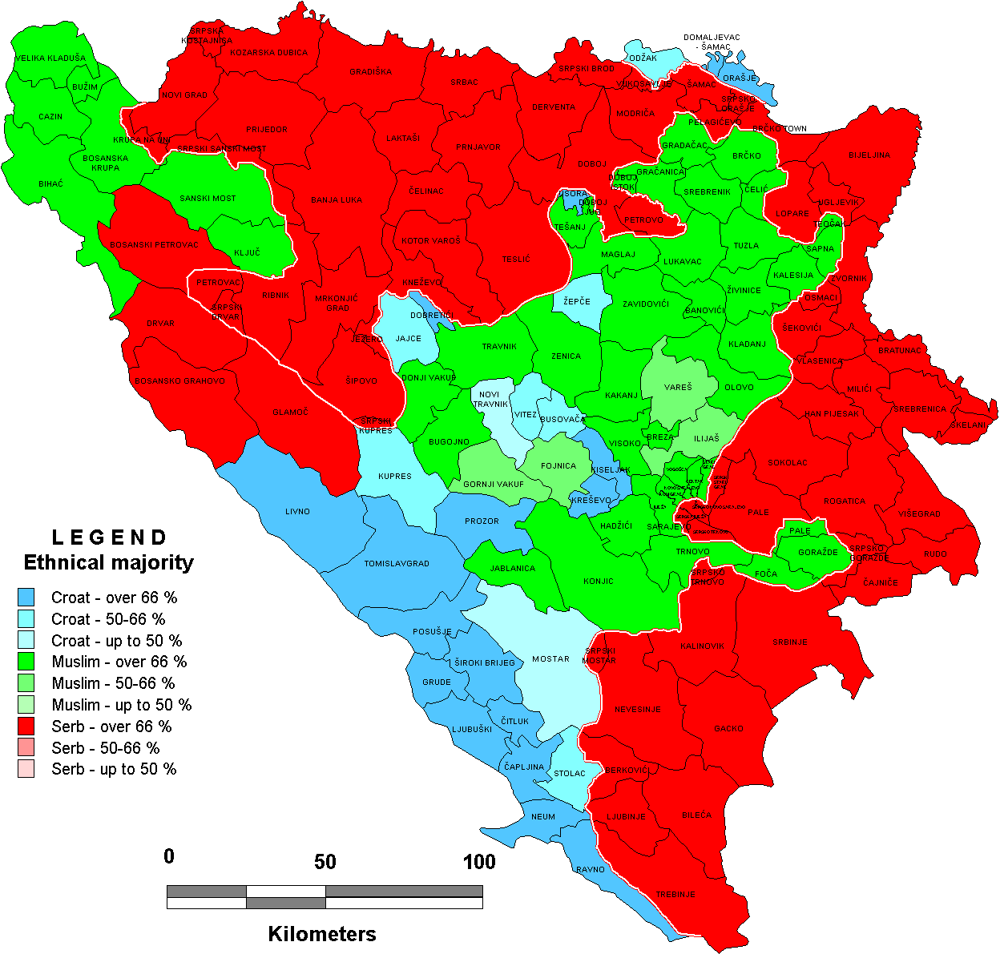 SRPSKA
KOSTAJNICA
KOZARSKA DUBICA
VELIKA KLADUŠA
BUŽIM
NOVI GRAD
GRADIŠKA
SRBAC
SRPSKI BROD
ODŽAK
DOMALJEVAC
- ŠAMAC
ORAŠJE
VUKOSAVLJE
ŠAMAC
SRPSKO
ORAŠJE
CAZIN
PRIJEDOR
DERVENTA
MODRIČA
PELAGIĆEVO
BRČKO TOWN
KRUPA NA UNI
SRPSKI SANSKI MOST
LAKTAŠI
PRNJAVOR
GRADAČAC
BRČKO
BIJELJINA
BOSANSKA
KRUPA
DOBOJ
GRAČANICA
DOBOJ
ISTOK
BIHAĆ
SANSKI MOST
BANJA LUKA
ČELINAC
USORA
DOBOJ
JUG
SREBRENIK
ČELIĆ
UGLJEVIK
LOPARE
TEOČAK
PETROVO
TEŠANJ
BOSANSKI PETROVAC
KLJUČ
KOTOR VAROŠ
TESLIĆ
MAGLAJ
LUKAVAC
TUZLA
SAPNA
KALESIJA
ZVORNIK
PETROVAC
RIBNIK
MRKONJIĆ
GRAD
KNEŽEVO
ŽIVINICE
OSMACI
SRPSKI
DRVAR
DRVAR
DOBRETIĆI
ŽEPČE
ZAVIDOVIĆI
BANOVIĆI
ŠEKOVIĆI
JEZERO
JAJCE
TRAVNIK
ZENICA
KLADANJ
BRATUNAC
VLASENICA
BOSANSKO GRAHOVO
ŠIPOVO
DONJI VAKUF
NOVI
TRAVNIK
VAREŠ
OLOVO
MILIĆI
KAKANJ
GLAMOČ
SRPSKI
KUPRES
VITEZ
BUSOVAČA
HAN PIJESAK
SREBRENICA
SKELANI
BUGOJNO
VISOKO
BREZA
ILIJAŠ
FOJNICA
KISELJAK
SOKOLAC
KUPRES
GORNJI VAKUF
VOGOŠĆA
CENTAR
KREŠEVO
ROGATICA
LIVNO
PROZOR
HADŽIĆI
ILIDŽA
SARAJEVO
PALE
VIŠEGRAD
PALE
GORAŽDE
SRPSKO
GORAŽDE
RUDO
TOMISLAVGRAD
JABLANICA
KONJIC
TRNOVO
SRPSKO
TRNOVO
FOČA
ČAJNIČE
POSUŠJE
ŠIROKI BRIJEG
MOSTAR
SRPSKI
MOSTAR
KALINOVIK
SRBINJE
GRUDE
LJUBUŠKI
ČITLUK
NEVESINJE
GACKO
ČAPLJINA
STOLAC
BERKOVIĆI
NEUM
LJUBINJE
BILEĆA
RAVNO
TREBINJE
L E G E N D
Ethnical majority
Croat - over 66 %
Croat - 50-66 %
Croat - up to 50 %
Muslim - over 66 %
Muslim - 50-66 %
Muslim - up to 50 %
Serb - over 66 %
Serb - 50-66 %
Serb - up to 50 %
0 50 100
Kilometers